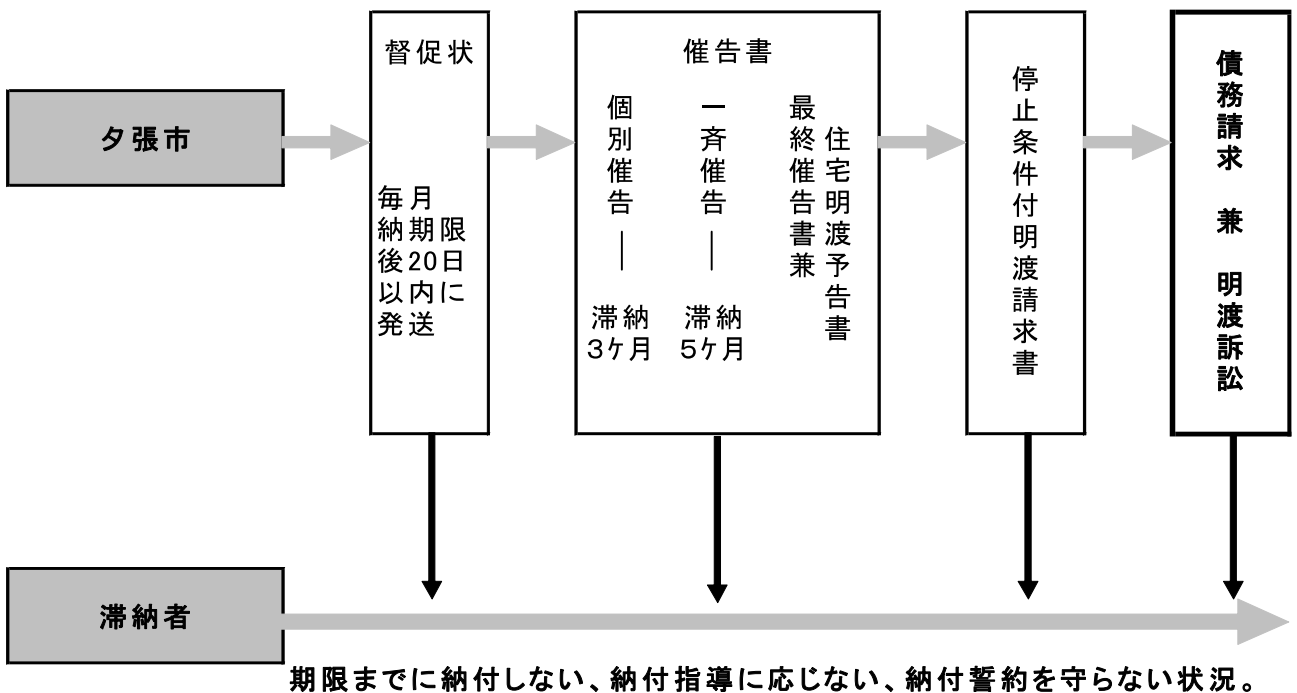 夕張市
督促状
毎月
納期限
後20日
以内に
発送
催告書
個別催告｜
滞納
3ケ月
一斉催告｜
滞納
5ケ月
最終催告書兼
住宅明渡予告書
停止条件付明渡請求書
債務請求　兼　明渡訴訟
滞納者
期限までに納付しない、納付指導に応じない、納付誓約を守らない状況。